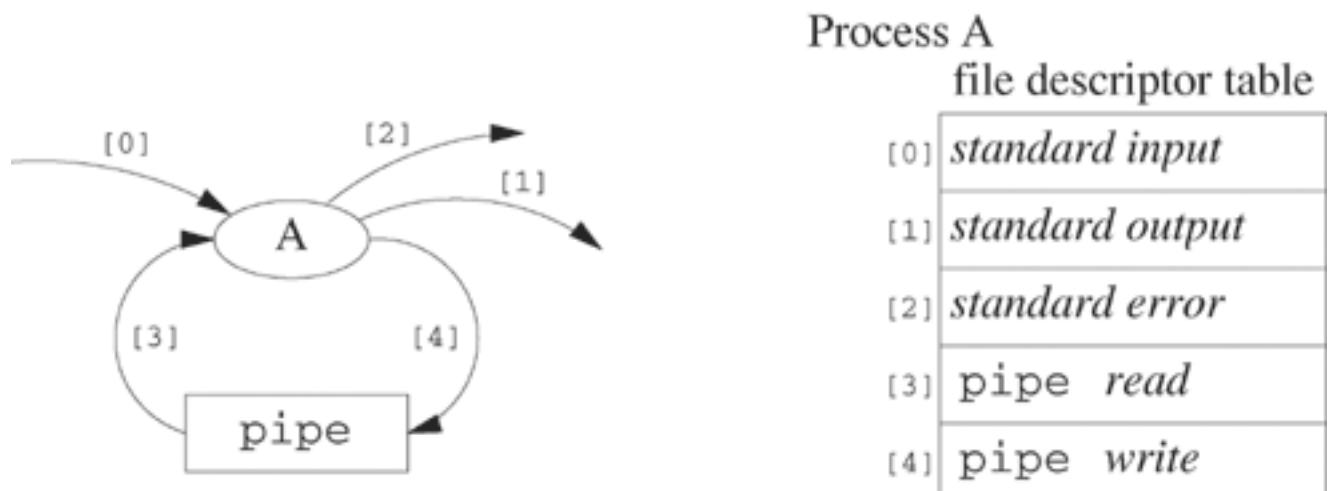 [0]
[2]
[1]
A
[3]
[4]
pipe
Process A
file descriptor table
[0] standard input
[1] standard output
[2] standard error
[3] pipe read
[4] pipe write